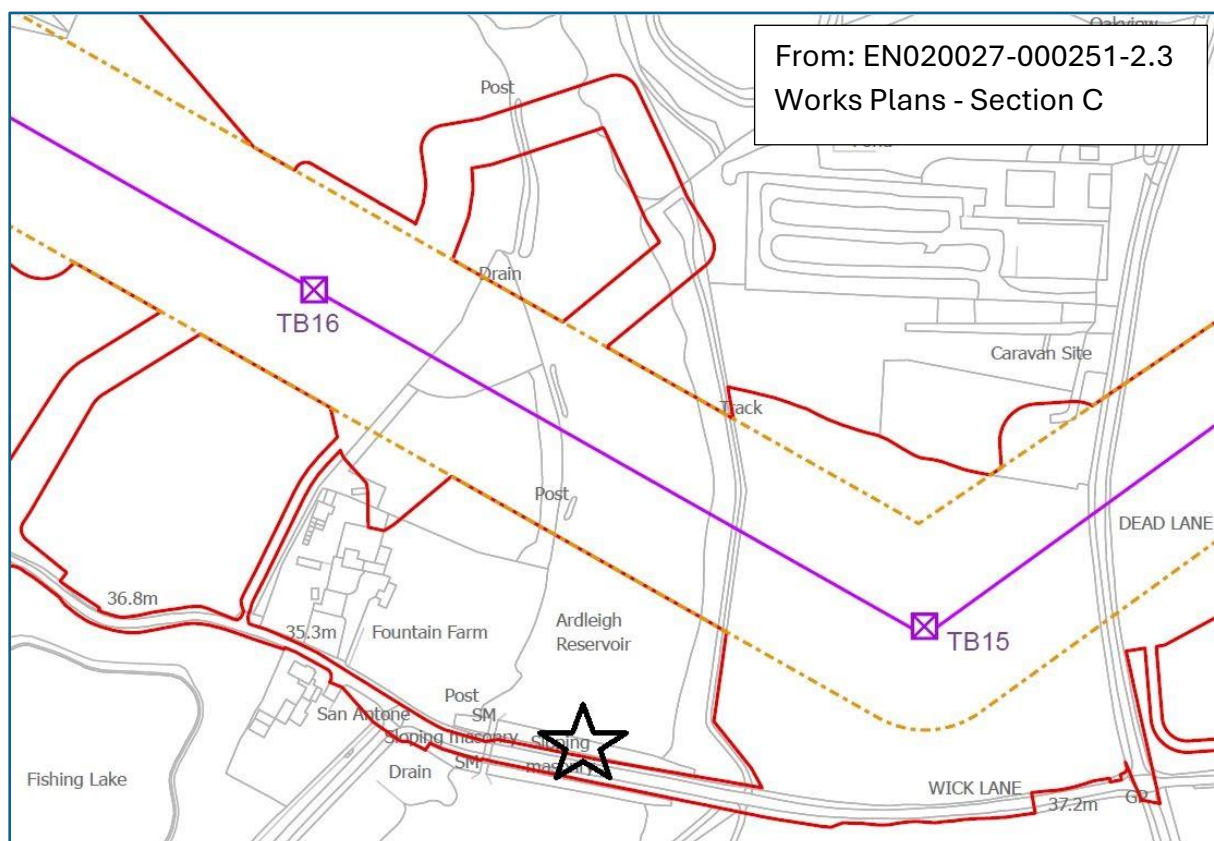 Oakview
From: EN020027-000251-2.3
Works Plans - Section C
Post
Drain
TB16
Caravan Site
Track
Post
DEAD LANE
36.8m
35.3m
Fountain Farm
Ardleigh
Reservoir
TB15
Post
SM
San Antone
Sloping masonry
Sloping
masonry
SM
Drain
Fishing Lake
WICK LANE
37.2m
GP